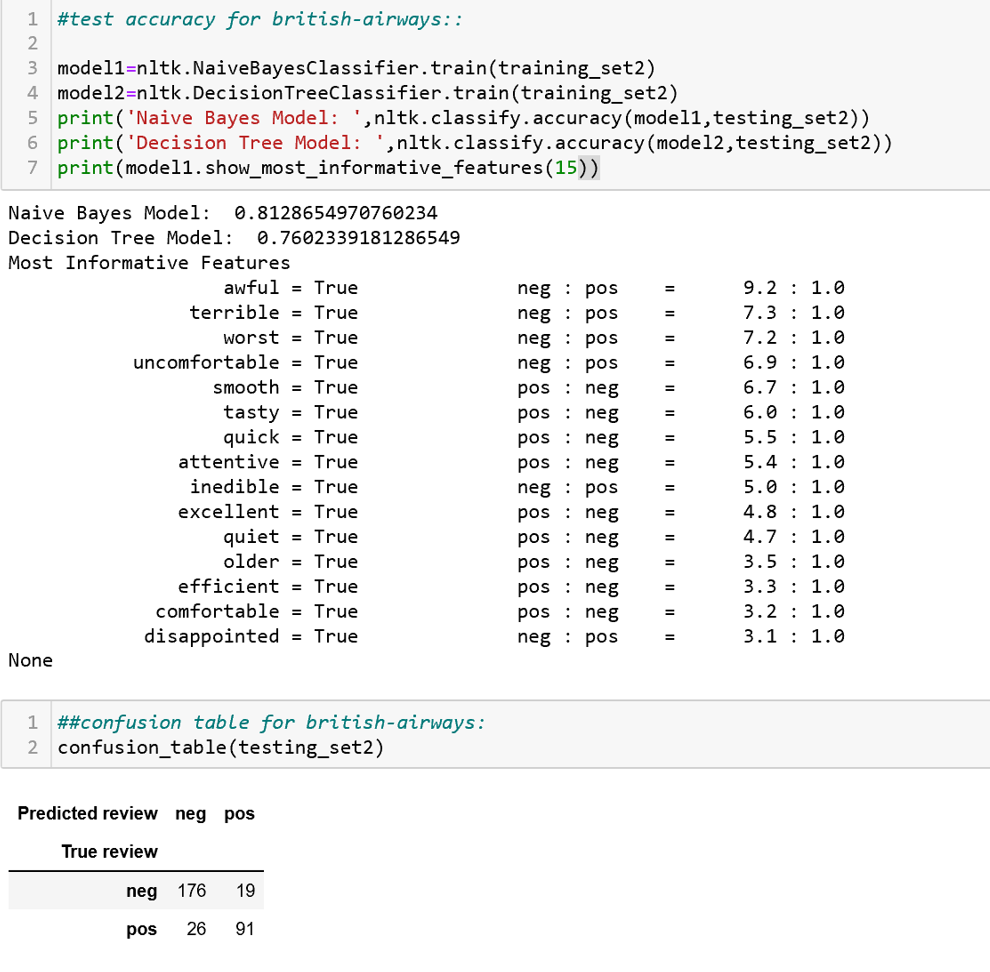 1 #test accuracy for british-airways::
2
3 model1=nltk.NaiveBayesClassifier.train(training_set2)
4 model2=nltk.DecisionTreeClassifier.train(training_set2)
5 print('Naive Bayes Model: ',nltk.classify.accuracy(model1,testing_set2))
6 print('Decision Tree Model: ',nltk.classify.accuracy(model2,testing_set2))
7 print(model1.show_most_informative_features(15))
Naive Bayes Model:  0.8128654970760234
Decision Tree Model:  0.7602339181286549
Most Informative Features
awful = True neg : pos = 9.2 : 1.0
terrible = True neg : pos = 7.3 : 1.0
worst = True neg : pos = 7.2 : 1.0
uncomfortable = True neg : pos = 6.9 : 1.0
smooth = True pos : neg = 6.7 : 1.0
tasty = True pos : neg = 6.0 : 1.0
quick = True pos : neg = 5.5 : 1.0
attentive = True pos : neg = 5.4 : 1.0
inedible = True neg : pos = 5.0 : 1.0
excellent = True pos : neg = 4.8 : 1.0
quiet = True pos : neg = 4.7 : 1.0
older = True pos : neg = 3.5 : 1.0
efficient = True pos : neg = 3.3 : 1.0
comfortable = True pos : neg = 3.2 : 1.0
disappointed = True neg : pos = 3.1 : 1.0
None
1 ##confusion table for british-airways:
2 confusion_table(testing_set2)
Predicted review neg pos
True review
neg 176 19
pos 26 91